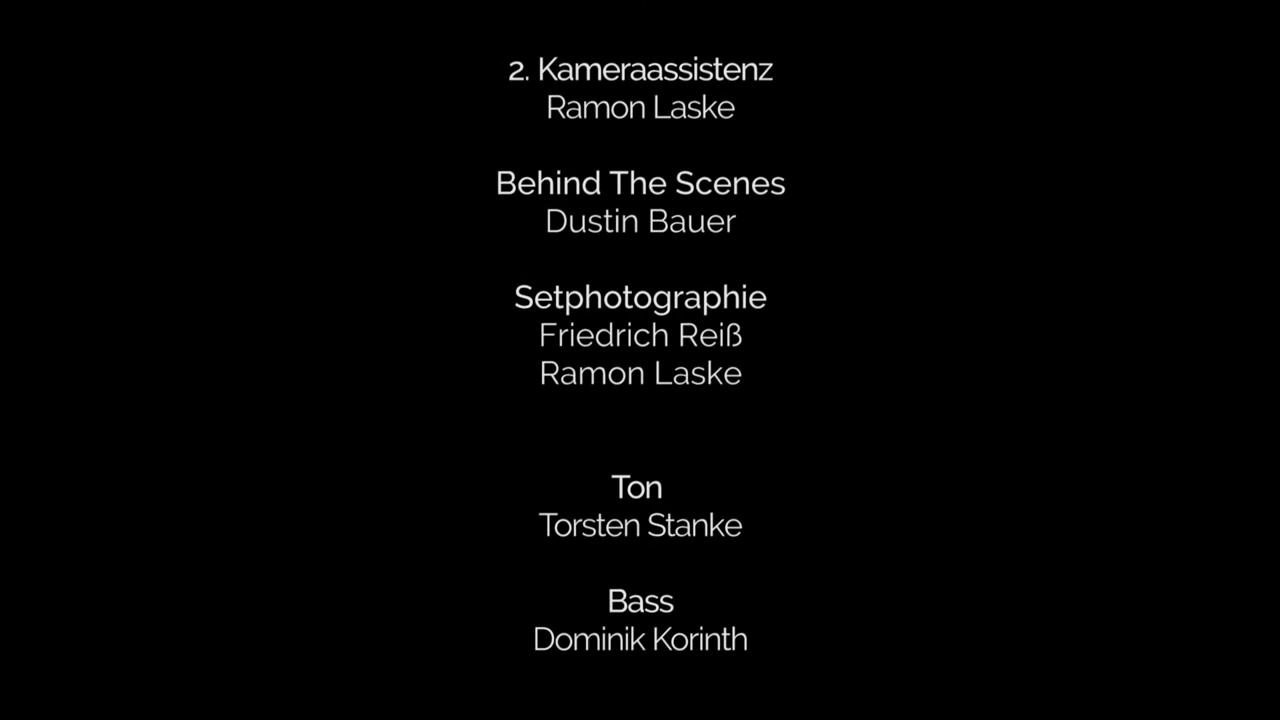 2. Kameraassistenz
Ramon Laske
Behind The Scenes
Dustin Bauer
Setphotographie
Friedrich Reiß
Ramon Laske
Ton
Torsten Stanke
Bass
Dominik Korinth